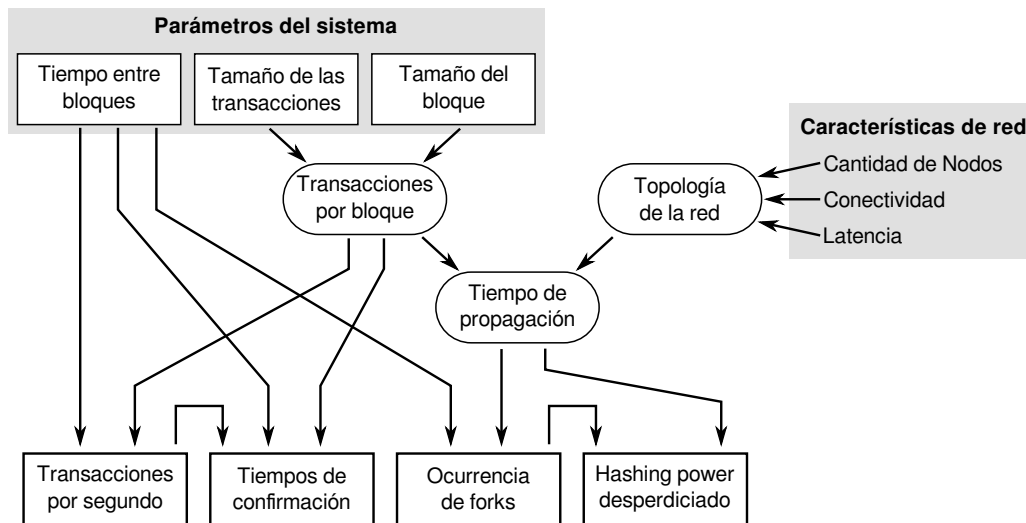 Parámetros del sistema
Tiempo entre
bloques
Tamaño de las
transacciones
Tamaño del
bloque
Características de red
Cantidad de Nodos
Conectividad
Latencia
Transacciones
por bloque
Topología
de la red
Tiempo de
propagación
Transacciones
por segundo
Tiempos de
confirmación
Ocurrencia
de forks
Hashing power
desperdiciado